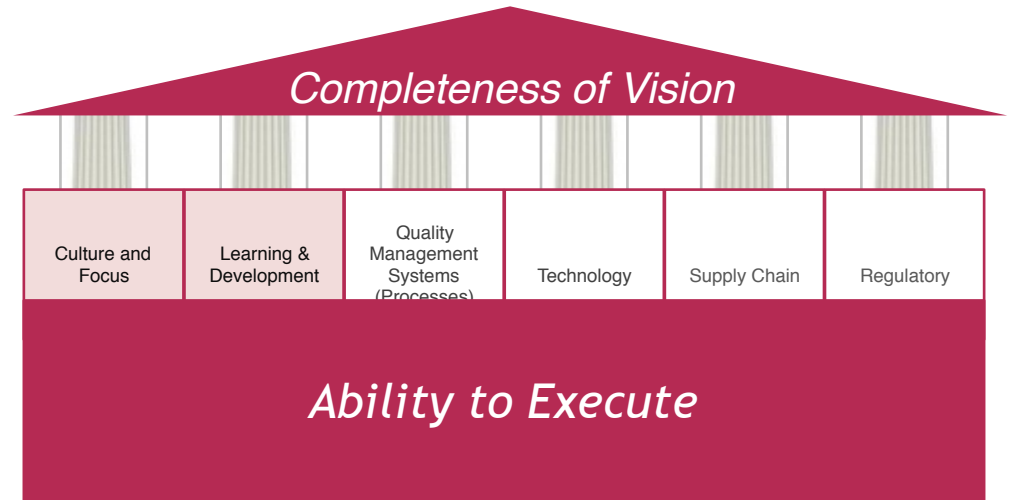 Completeness of Vision
Culture and
Focus
Learning &
Development
Quality
Management
Systems
(Processes)
Technology
Supply Chain
Regulatory
Ability to Execute